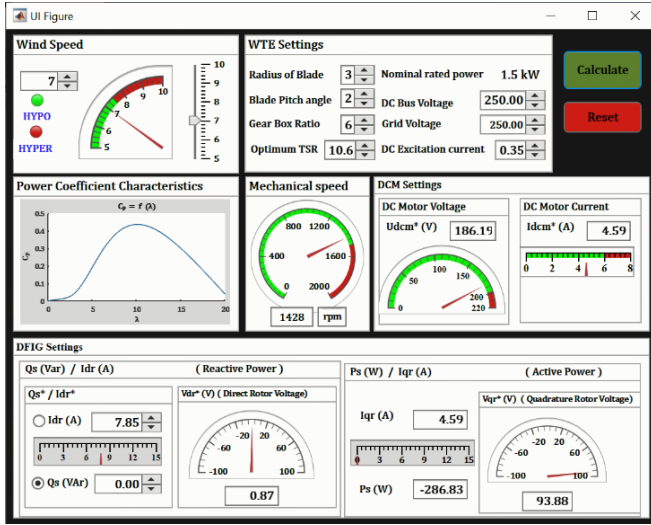 UI Figure
Wind Speed
7
HYPO
HYPER
5
6
7
8
9
10
10
9
8
7
6
5
WTE Settings
Radius of Blade 3 Nominal rated power 1.5 kW
Blade Pitch angle 2 DC Bus Voltage 250.00
Gear Box Ratio 6 Grid Voltage 250.00
Optimum TSR 10.6 DC Excitation current 0.35
Calculate
Reset
Power Coefficient Characteristics
Cₚ = f (λ)
Cₚ
0.5
0.4
0.3
0.2
0.1
0
0 5 10 15 20
λ
Mechanical speed
800 1200
400 1600
0 2000
1428 rpm
DCM Settings
DC Motor Voltage
Udcm* (V) 186.19
100 150
50 200
0 220
DC Motor Current
Idcm* (A) 4.59
0 2 4 6 8
DFIG Settings
Qs (Var) / Idr (A) ( Reactive Power )
Qs* / Idr*
Idr (A) 7.85
0 3 6 9 12 15
Qs (VAr) 0.00
Vdr* (V) ( Direct Rotor Voltage)
-20 20
-60 60
-100 100
0.87
Ps (W) / Iqr (A) ( Active Power )
Iqr (A) 4.59
0 3 6 9 12 15
Ps (W) -286.83
Vqr* (V) ( Quadrature Rotor Voltage)
-20 20
-60 60
-100 100
93.88